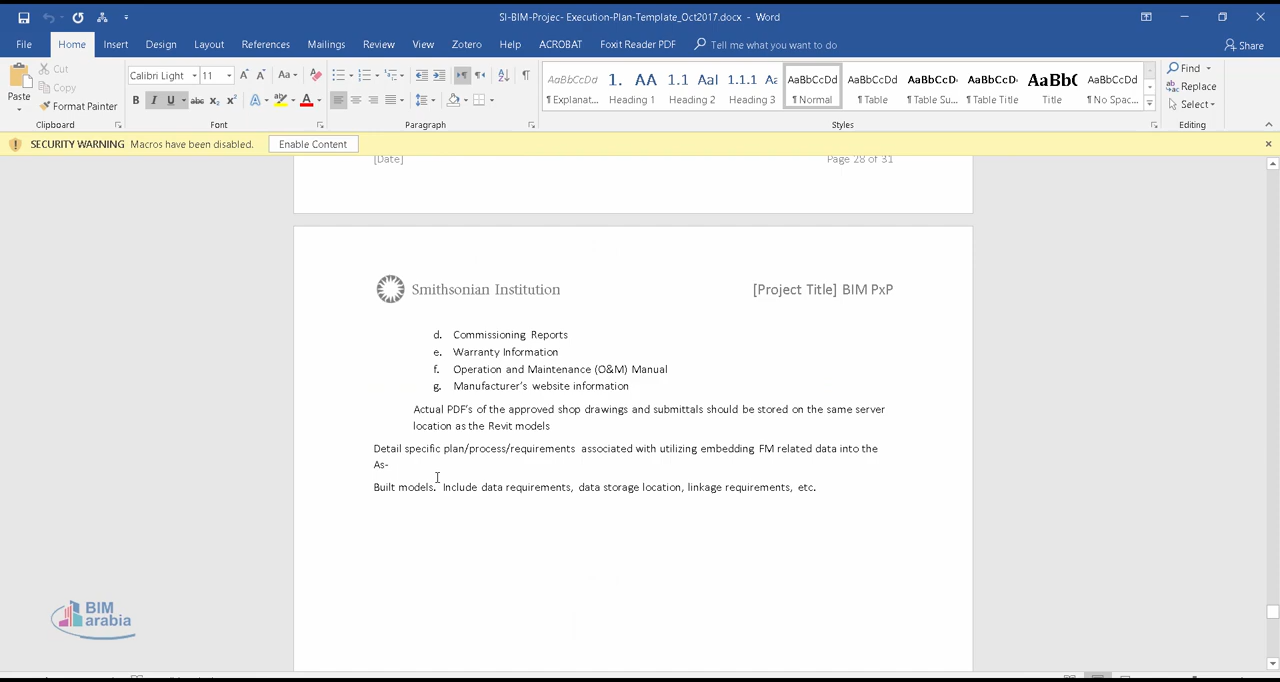 SI-BIM-Projec- Execution-Plan-Template_Oct2017.docx - Word
File Home Insert Design Layout References Mailings Review View Zotero Help ACROBAT Foxit Reader PDF Tell me what you want to do Share
Paste
Cut
Copy
Format Painter
Clipboard
Calibri Light 11
Font
Paragraph
AaBbCcDd 1. AA 1.1 AaI 1.1.1 Aa AaBbCcDd AaBbCcDd AaBbCcD AaBbCcD AaBb( AaBbCcDd
¶ Explanat... Heading 1 Heading 2 Heading 3 ¶ Normal ¶ Table ¶ Table Su... ¶ Table Title Title ¶ No Spac...
Styles
Find
Replace
Select
Editing
SECURITY WARNING Macros have been disabled. Enable Content
[Date] Page 28 of 31
Smithsonian Institution [Project Title] BIM PxP
d. Commissioning Reports
e. Warranty Information
f. Operation and Maintenance (O&M) Manual
g. Manufacturer's website information
Actual PDF's of the approved shop drawings and submittals should be stored on the same server
location as the Revit models
Detail specific plan/process/requirements associated with utilizing embedding FM related data into the
As-
Built models. Include data requirements, data storage location, linkage requirements, etc.
BIM
arabia